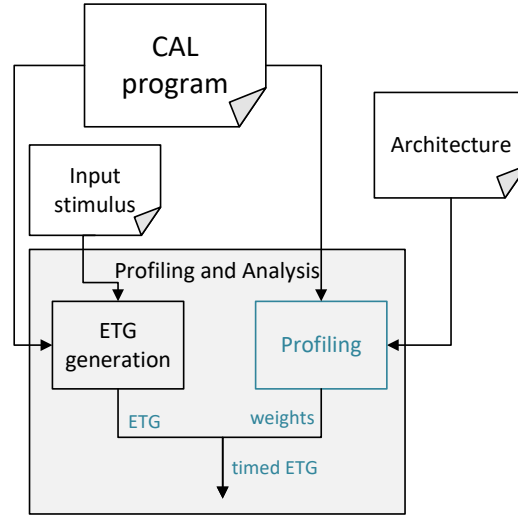 CAL
program
Architecture
Input
stimulus
Profiling and Analysis
ETG
generation
Profiling
ETG
weights
timed ETG